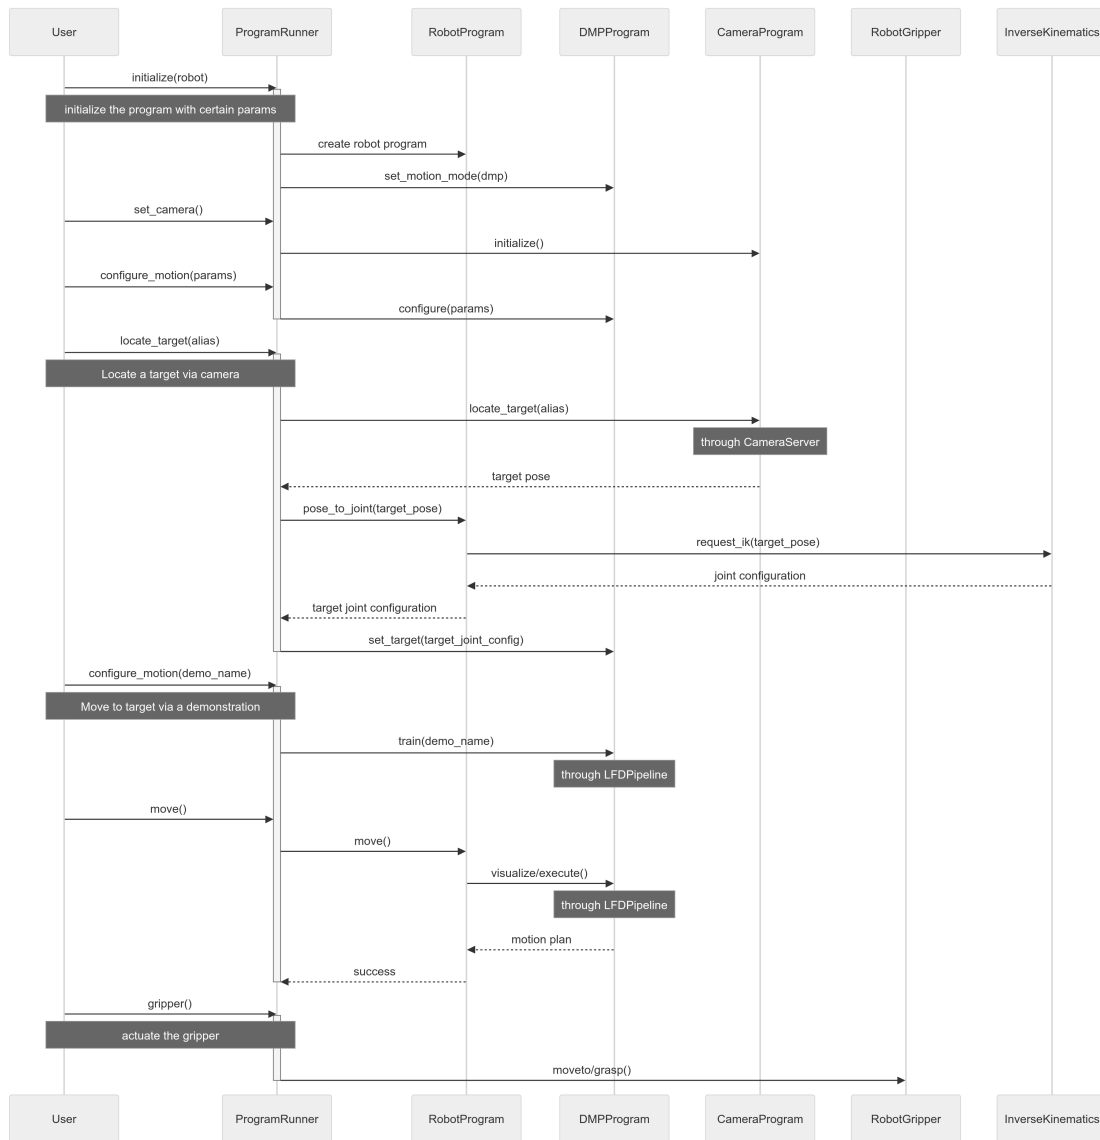 User
ProgramRunner
RobotProgram
DMPProgram
CameraProgram
RobotGripper
InverseKinematics
initialize(robot)
initialize the program with certain params
create robot program
set_motion_mode(dmp)
set_camera()
initialize()
configure_motion(params)
configure(params)
locate_target(alias)
Locate a target via camera
locate_target(alias)
through CameraServer
target pose
pose_to_joint(target_pose)
request_ik(target_pose)
joint configuration
target joint configuration
set_target(target_joint_config)
configure_motion(demo_name)
Move to target via a demonstration
train(demo_name)
through LFDPipeline
move()
move()
visualize/execute()
through LFDPipeline
motion plan
success
gripper()
actuate the gripper
moveto/grasp()
User
ProgramRunner
RobotProgram
DMPProgram
CameraProgram
RobotGripper
InverseKinematics